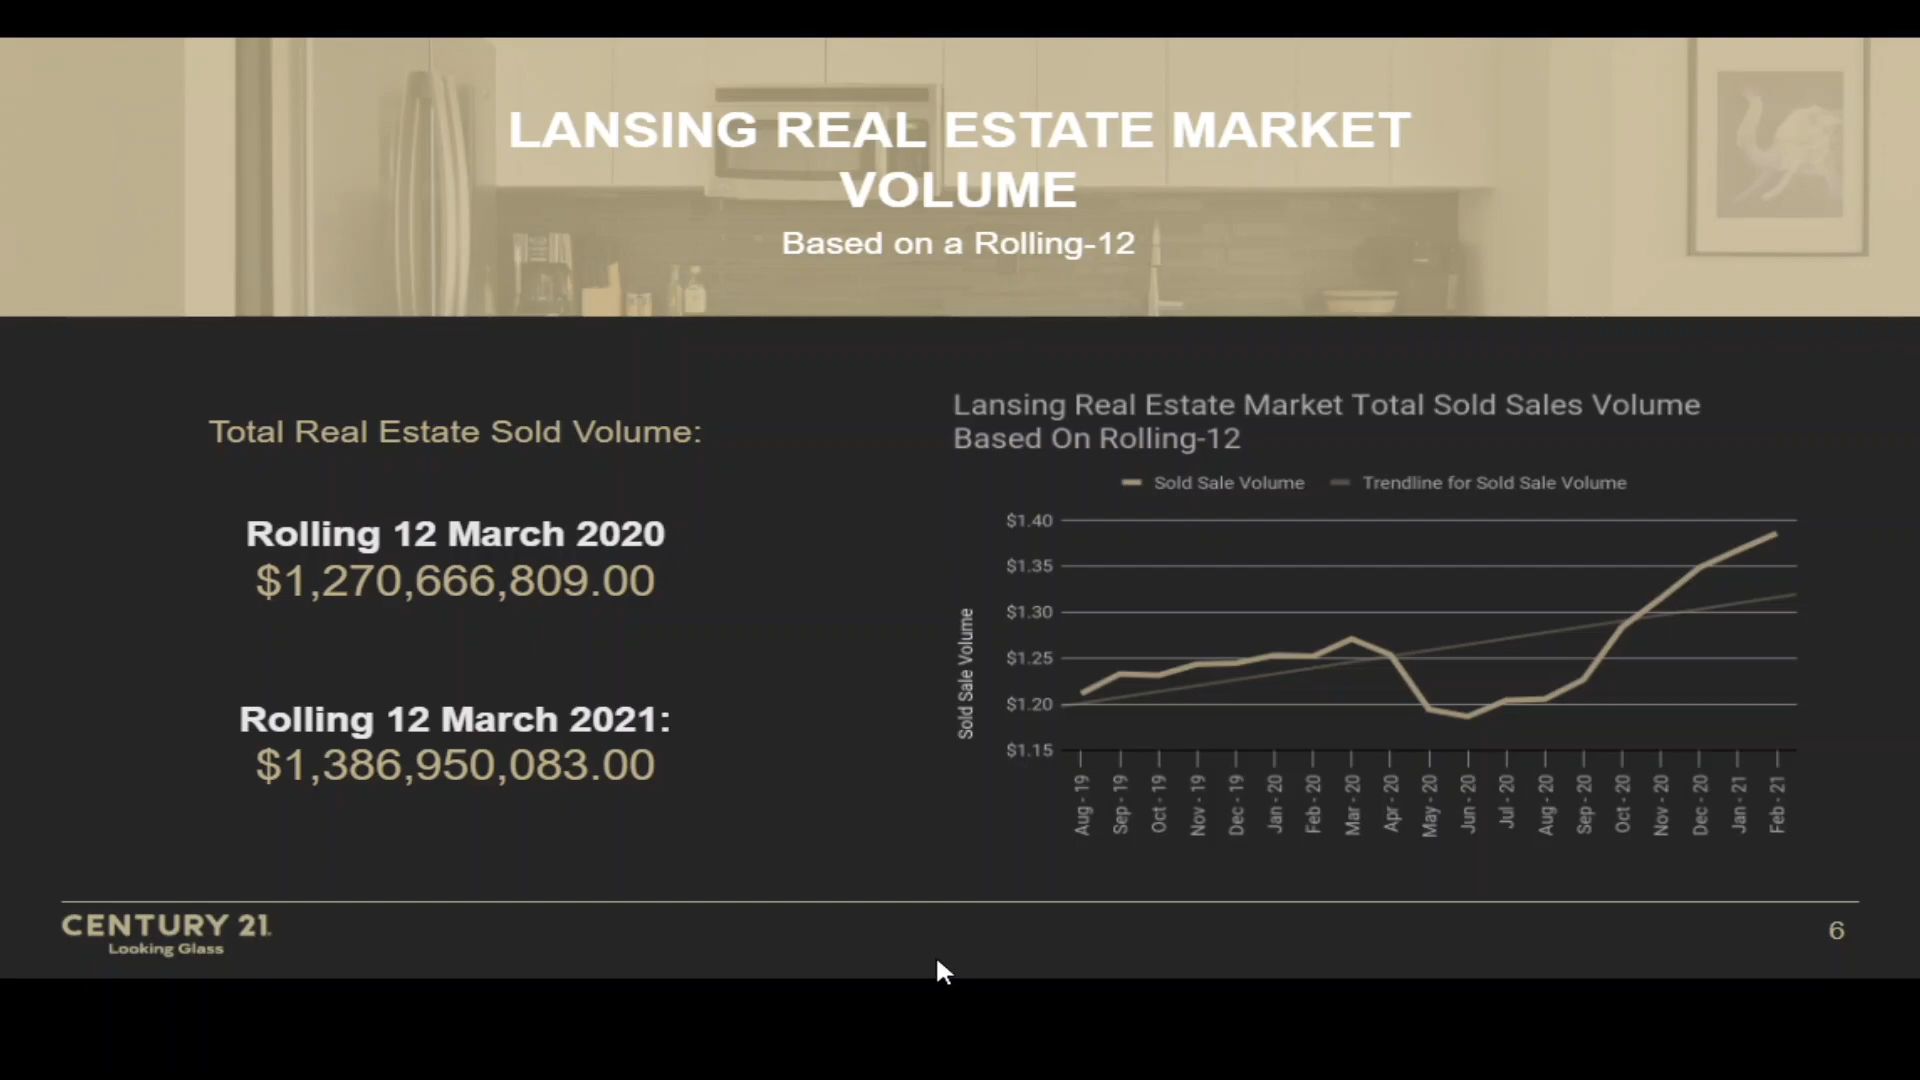 LANSING REAL ESTATE MARKET
VOLUME
Based on a Rolling-12
Total Real Estate Sold Volume:
Rolling 12 March 2020
$1,270,666,809.00
Rolling 12 March 2021:
$1,386,950,083.00
Lansing Real Estate Market Total Sold Sales Volume
Based On Rolling-12
Sold Sale Volume
Trendline for Sold Sale Volume
Sold Sale Volume
$1.40
$1.35
$1.30
$1.25
$1.20
$1.15
Aug - 19
Sep - 19
Oct - 19
Nov - 19
Dec - 19
Jan - 20
Feb - 20
Mar - 20
Apr - 20
May - 20
Jun - 20
Jul - 20
Aug - 20
Sep - 20
Oct - 20
Nov - 20
Dec - 20
Jan - 21
Feb - 21
CENTURY 21.
Looking Glass
6